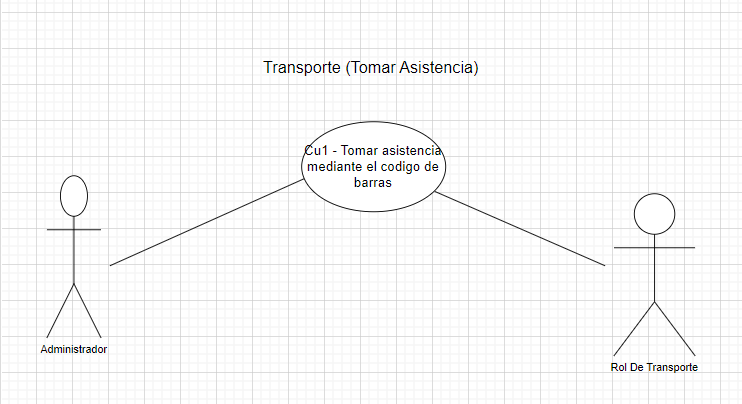 Transporte (Tomar Asistencia)
Cu1 - Tomar asistencia
mediante el codigo de
barras
Administrador
Rol De Transporte